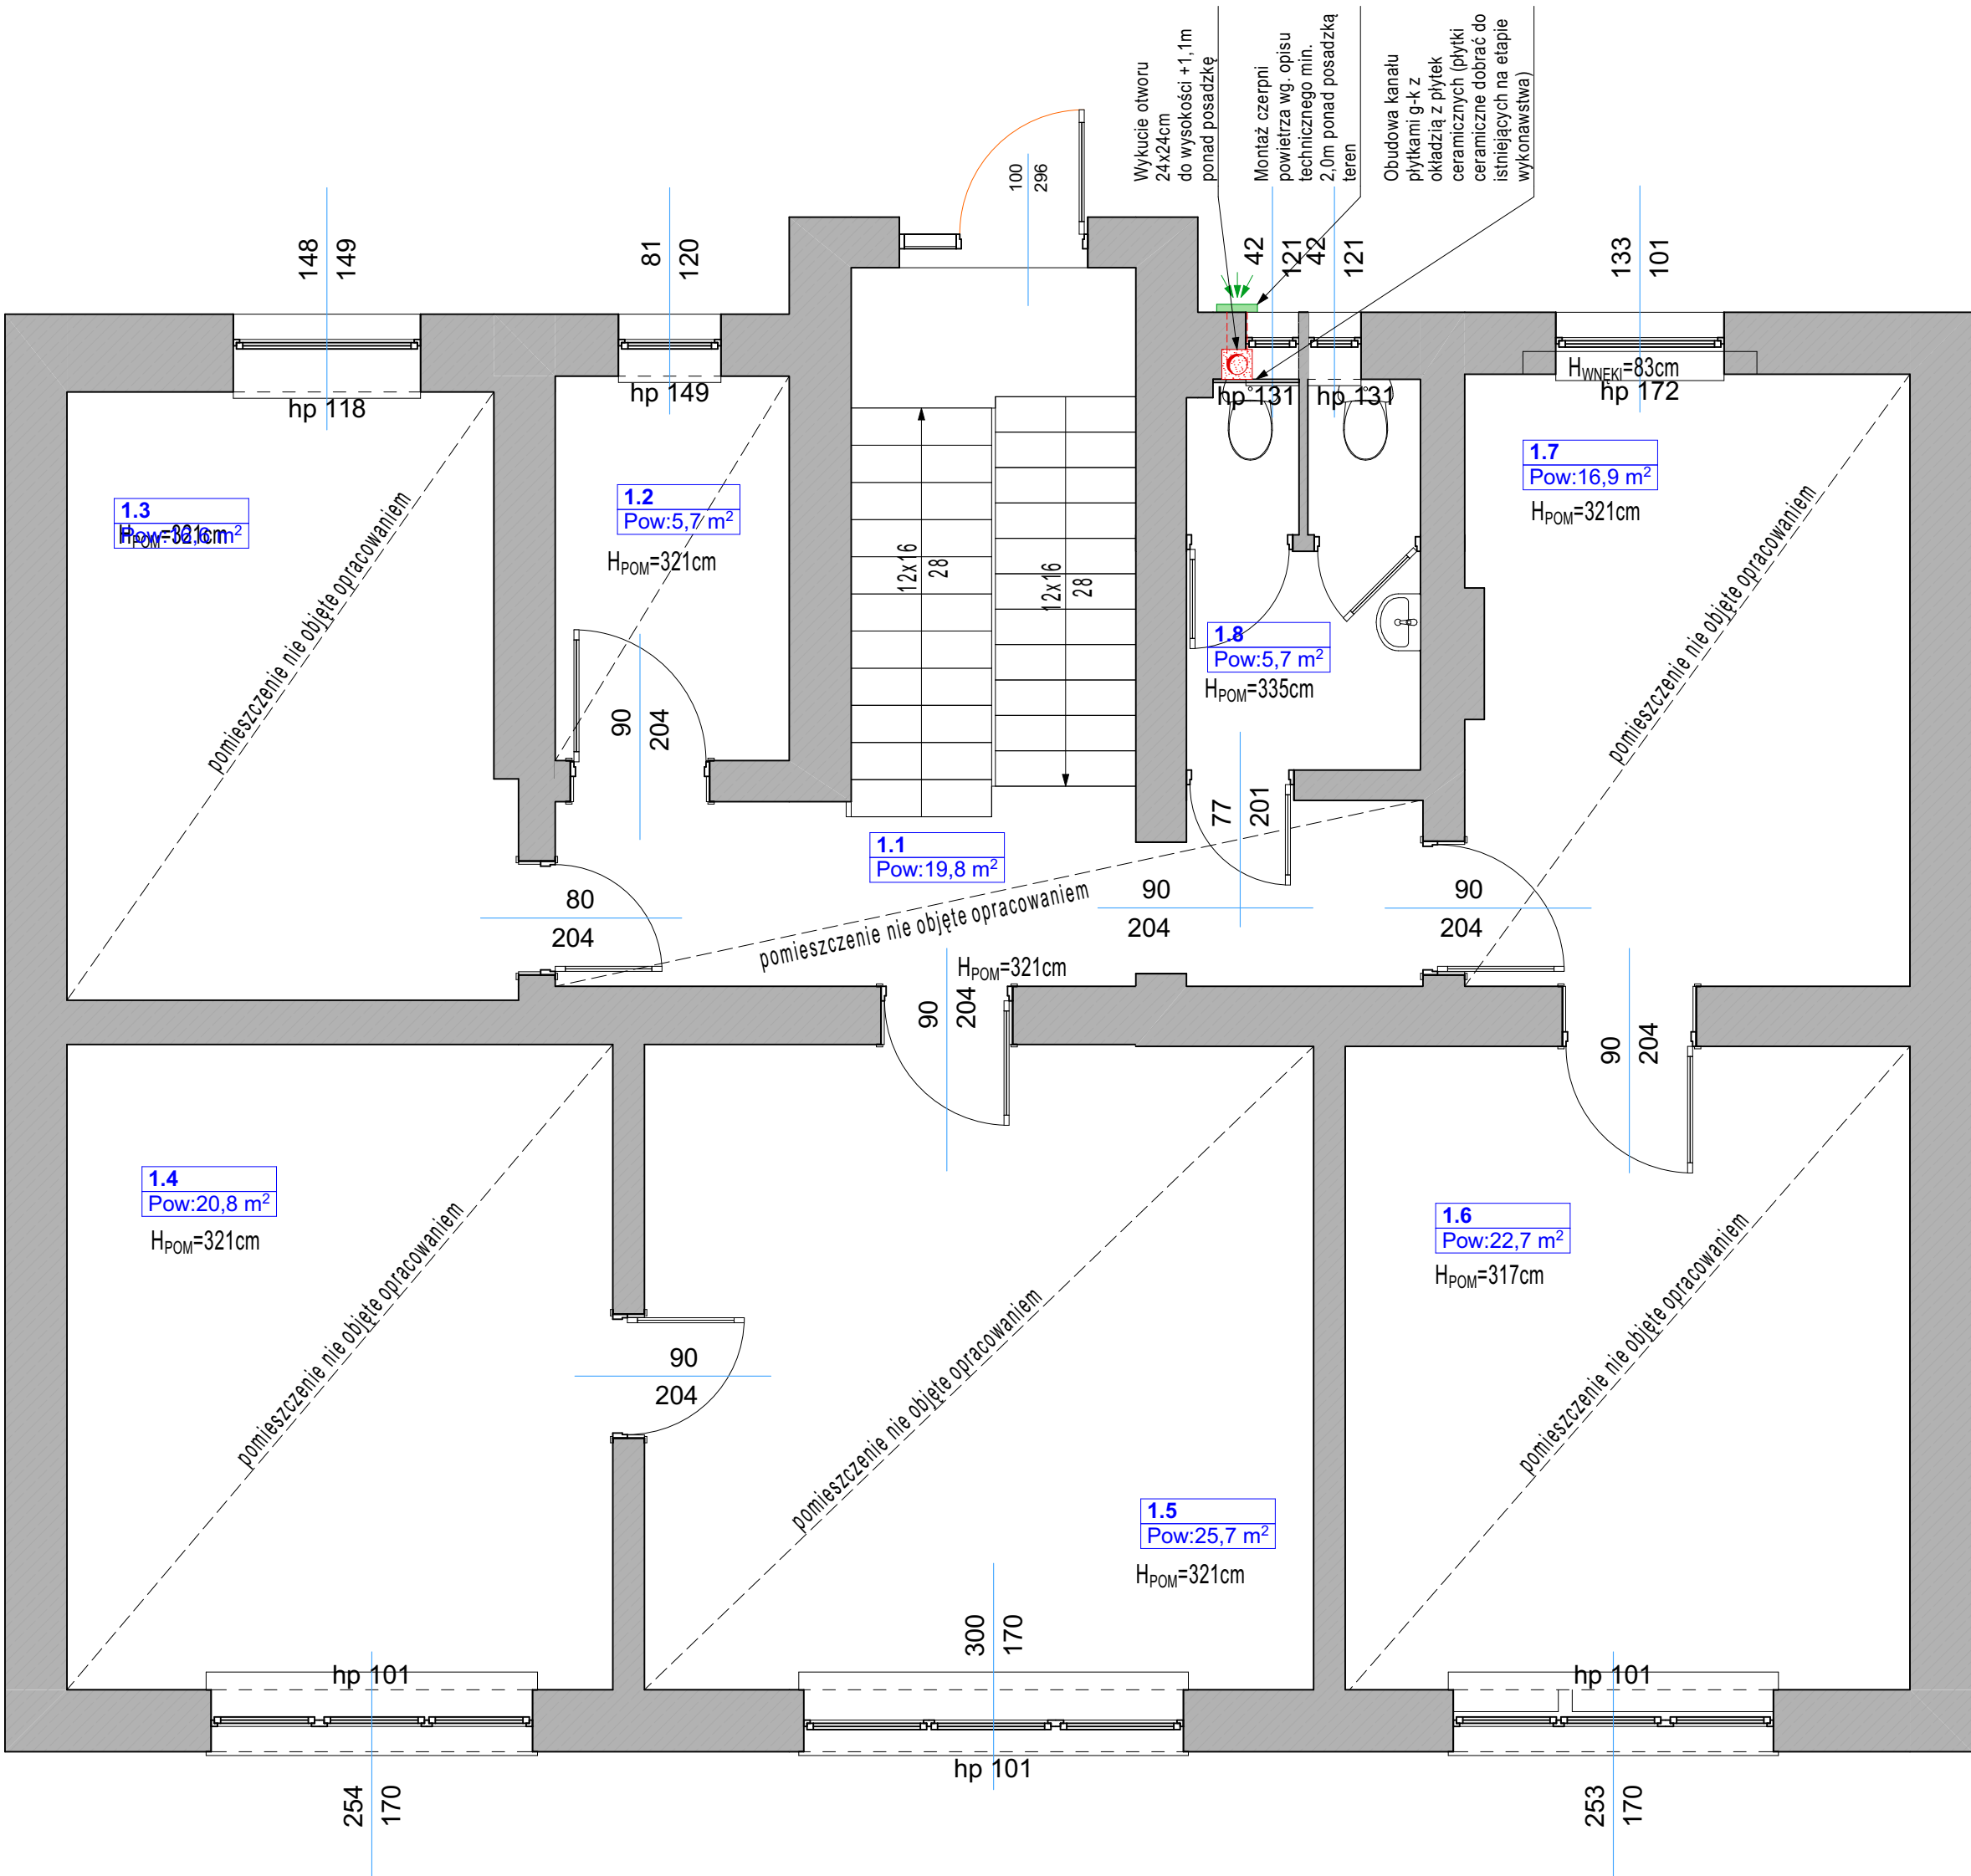 Wykucie otworu
24x24cm
do wysokości +1,1m
ponad posadzkę
Montaż czerpni
powietrza wg. opisu
technicznego min.
2,0m ponad posadzką
teren
Obudowa kanału
płytkami g-k z
okładzią z płytek
ceramicznych (płytki
ceramiczne dobrać do
istniejących na etapie
wykonawstwa)
100
296
148
149
81
120
42
121
42
121
133
101
hp 118
hp 149
hp 131
hp 131
HWNĘKI=83cm
hp 172
1.3
Pow:16,6 m²
HPOM=321cm
pomieszczenie nie objęte opracowaniem
1.2
Pow:5,7 m²
HPOM=321cm
90
204
12x16
28
12x16
28
1.8
Pow:5,7 m²
HPOM=335cm
77
201
1.7
Pow:16,9 m²
HPOM=321cm
pomieszczenie nie objęte opracowaniem
1.1
Pow:19,8 m²
pomieszczenie nie objęte opracowaniem
HPOM=321cm
80
204
90
204
90
204
90
204
90
204
1.4
Pow:20,8 m²
HPOM=321cm
pomieszczenie nie objęte opracowaniem
90
204
1.5
Pow:25,7 m²
HPOM=321cm
pomieszczenie nie objęte opracowaniem
1.6
Pow:22,7 m²
HPOM=317cm
pomieszczenie nie objęte opracowaniem
hp 101
300
170
hp 101
hp 101
254
170
253
170